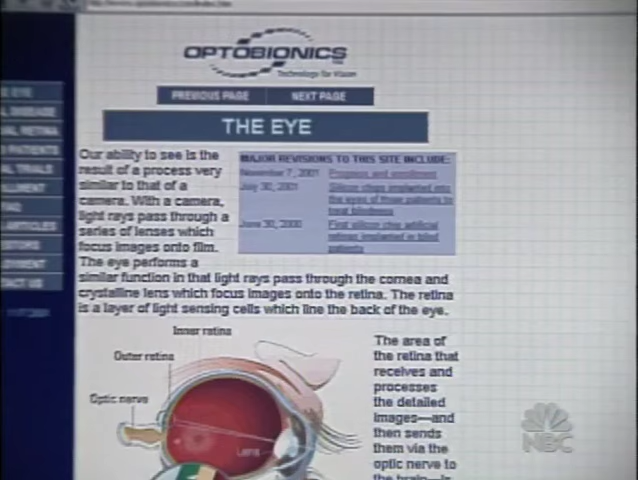 OPTOBIONICS
Technology for Vision
PREVIOUS PAGE
NEXT PAGE
THE EYE
Our ability to see is the
result of a process very
similar to that of a
camera. With a camera,
light rays pass through a
series of lenses which
focus images onto film.
The eye performs a
similar function in that light rays pass through the cornea and
crystalline lens which focus images onto the retina. The retina
is a layer of light sensing cells which line the back of the eye.
MAJOR REVISIONS TO THIS SITE INCLUDE:
November 7, 2001 Progress and enrollment
July 30, 2001 Silicon chips implanted into
the eyes of three patients to
treat blindness
June 30, 2000 First silicon chip artificial
retinas implanted in blind
patients
Inner retina
Outer retina
Optic nerve
Lens
The area of
the retina that
receives and
processes
the detailed
images—and
then sends
them via the
optic nerve to
the brain—is
NBC